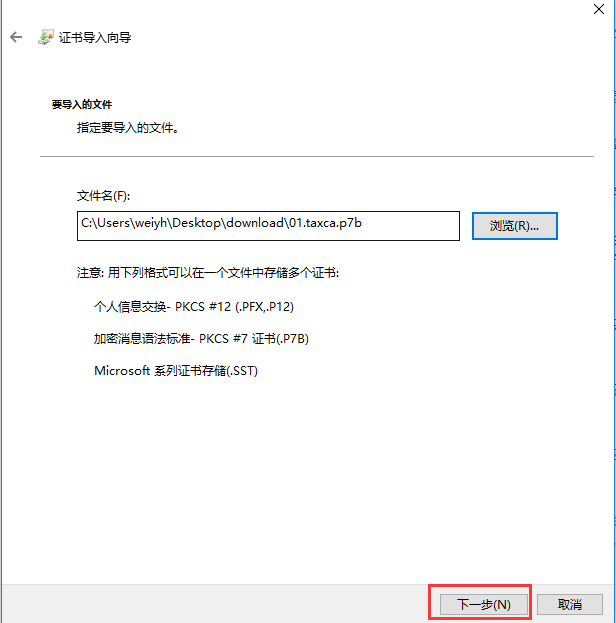 证书导入向导
要导入的文件
指定要导入的文件。
文件名(F):
C:\Users\weiyh\Desktop\download\01.taxca.p7b
浏览(R)...
注意: 用下列格式可以在一个文件中存储多个证书:
个人信息交换- PKCS #12 (.PFX,.P12)
加密消息语法标准- PKCS #7 证书(.P7B)
Microsoft 系列证书存储(.SST)
下一步(N)
取消